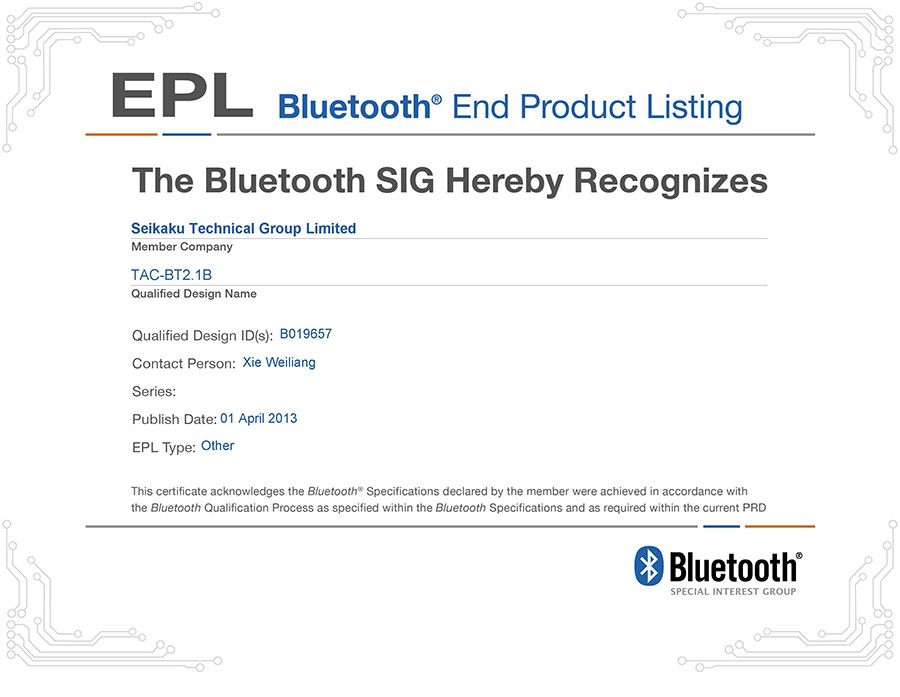 EPL Bluetooth® End Product Listing
The Bluetooth SIG Hereby Recognizes
Seikaku Technical Group Limited
Member Company
TAC-BT2.1B
Qualified Design Name
Qualified Design ID(s): B019657
Contact Person: Xie Weiliang
Series:
Publish Date: 01 April 2013
EPL Type: Other
This certificate acknowledges the Bluetooth® Specifications declared by the member were achieved in accordance with
the Bluetooth Qualification Process as specified within the Bluetooth Specifications and as required within the current PRD
Bluetooth®
SPECIAL INTEREST GROUP